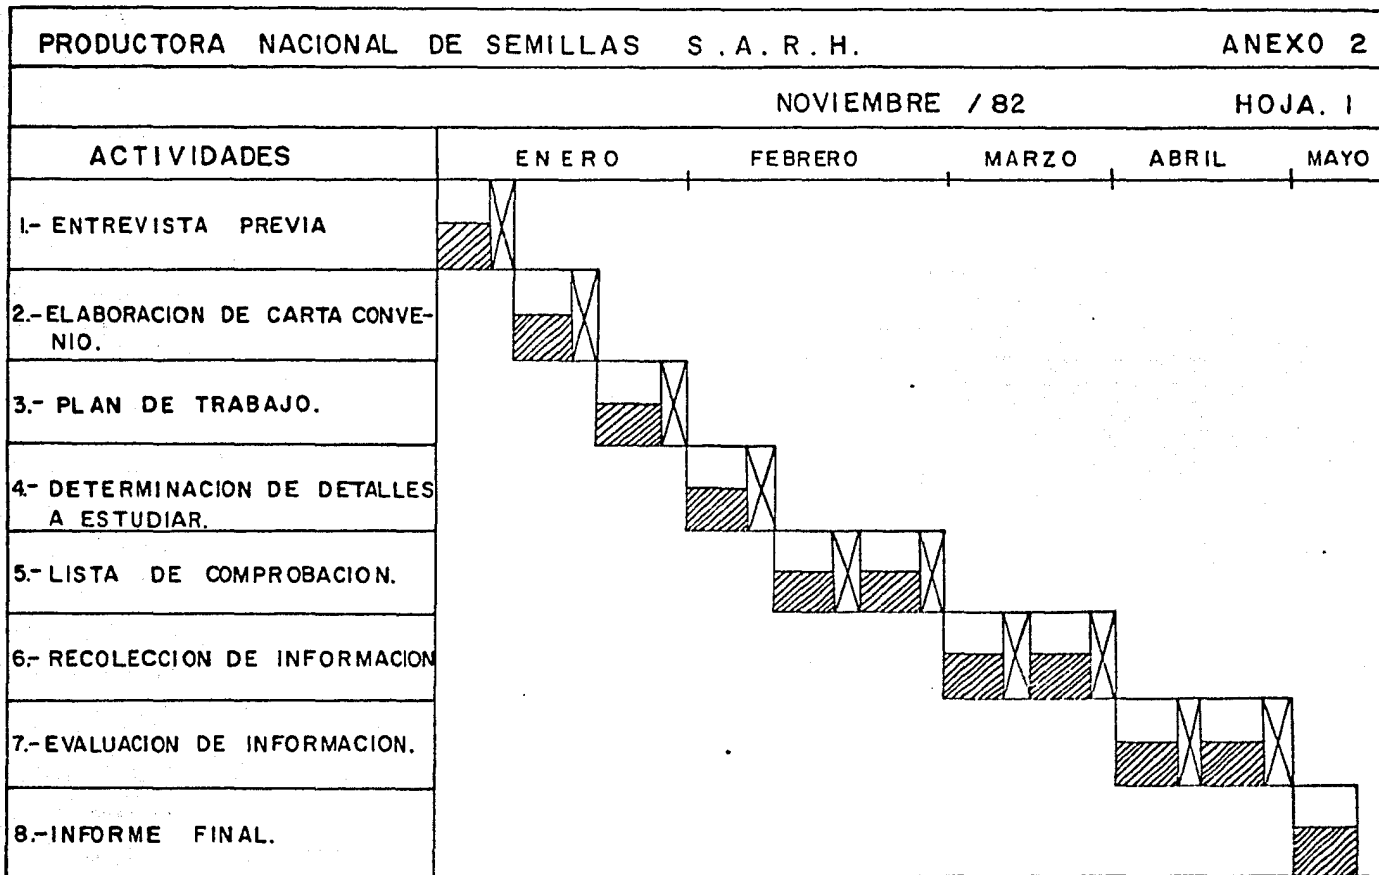 PRODUCTORA NACIONAL DE SEMILLAS S.A.R.H. ANEXO 2
NOVIEMBRE / 82 HOJA. 1
ACTIVIDADES ENERO FEBRERO MARZO ABRIL MAYO
1.- ENTREVISTA PREVIA
2.- ELABORACION DE CARTA CONVE-
NIO.
3.- PLAN DE TRABAJO.
4.- DETERMINACION DE DETALLES
A ESTUDIAR.
5.- LISTA DE COMPROBACION.
6.- RECOLECCION DE INFORMACION
7.- EVALUACION DE INFORMACION.
8.- INFORME FINAL.